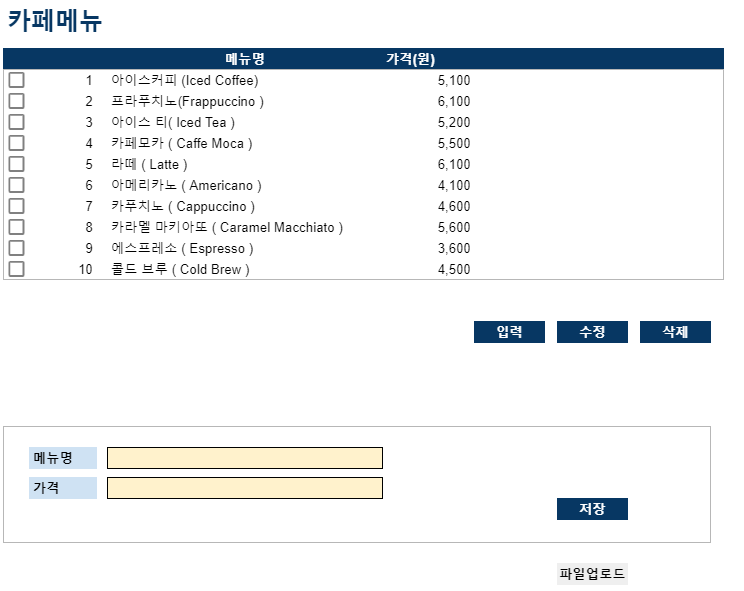 카페메뉴
메뉴명 가격(원)
1 아이스커피 (Iced Coffee) 5,100
2 프라푸치노(Frappuccino ) 6,100
3 아이스 티( Iced Tea ) 5,200
4 카페모카 ( Caffe Moca ) 5,500
5 라떼 ( Latte ) 6,100
6 아메리카노 ( Americano ) 4,100
7 카푸치노 ( Cappuccino ) 4,600
8 카라멜 마키아또 ( Caramel Macchiato ) 5,600
9 에스프레소 ( Espresso ) 3,600
10 콜드 브루 ( Cold Brew ) 4,500
입력 수정 삭제
메뉴명
가격
저장
파일업로드